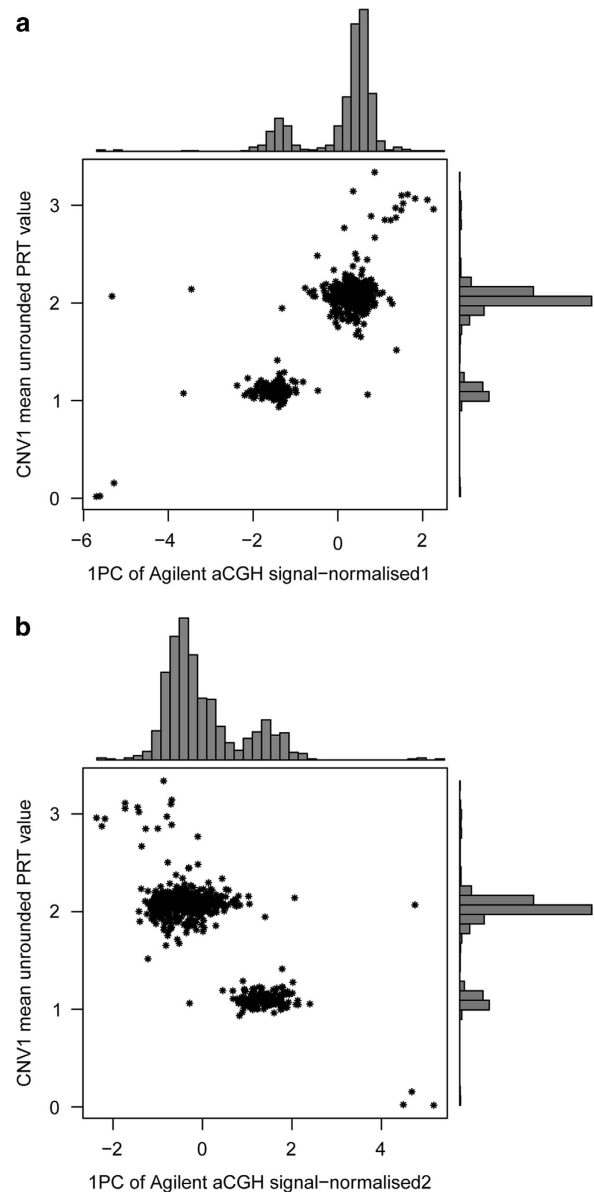 a
CNV1 mean unrounded PRT value
3
2
1
0
−6 −4 −2 0 2
1PC of Agilent aCGH signal−normalised1
b
CNV1 mean unrounded PRT value
3
2
1
0
−2 0 2 4
1PC of Agilent aCGH signal−normalised2